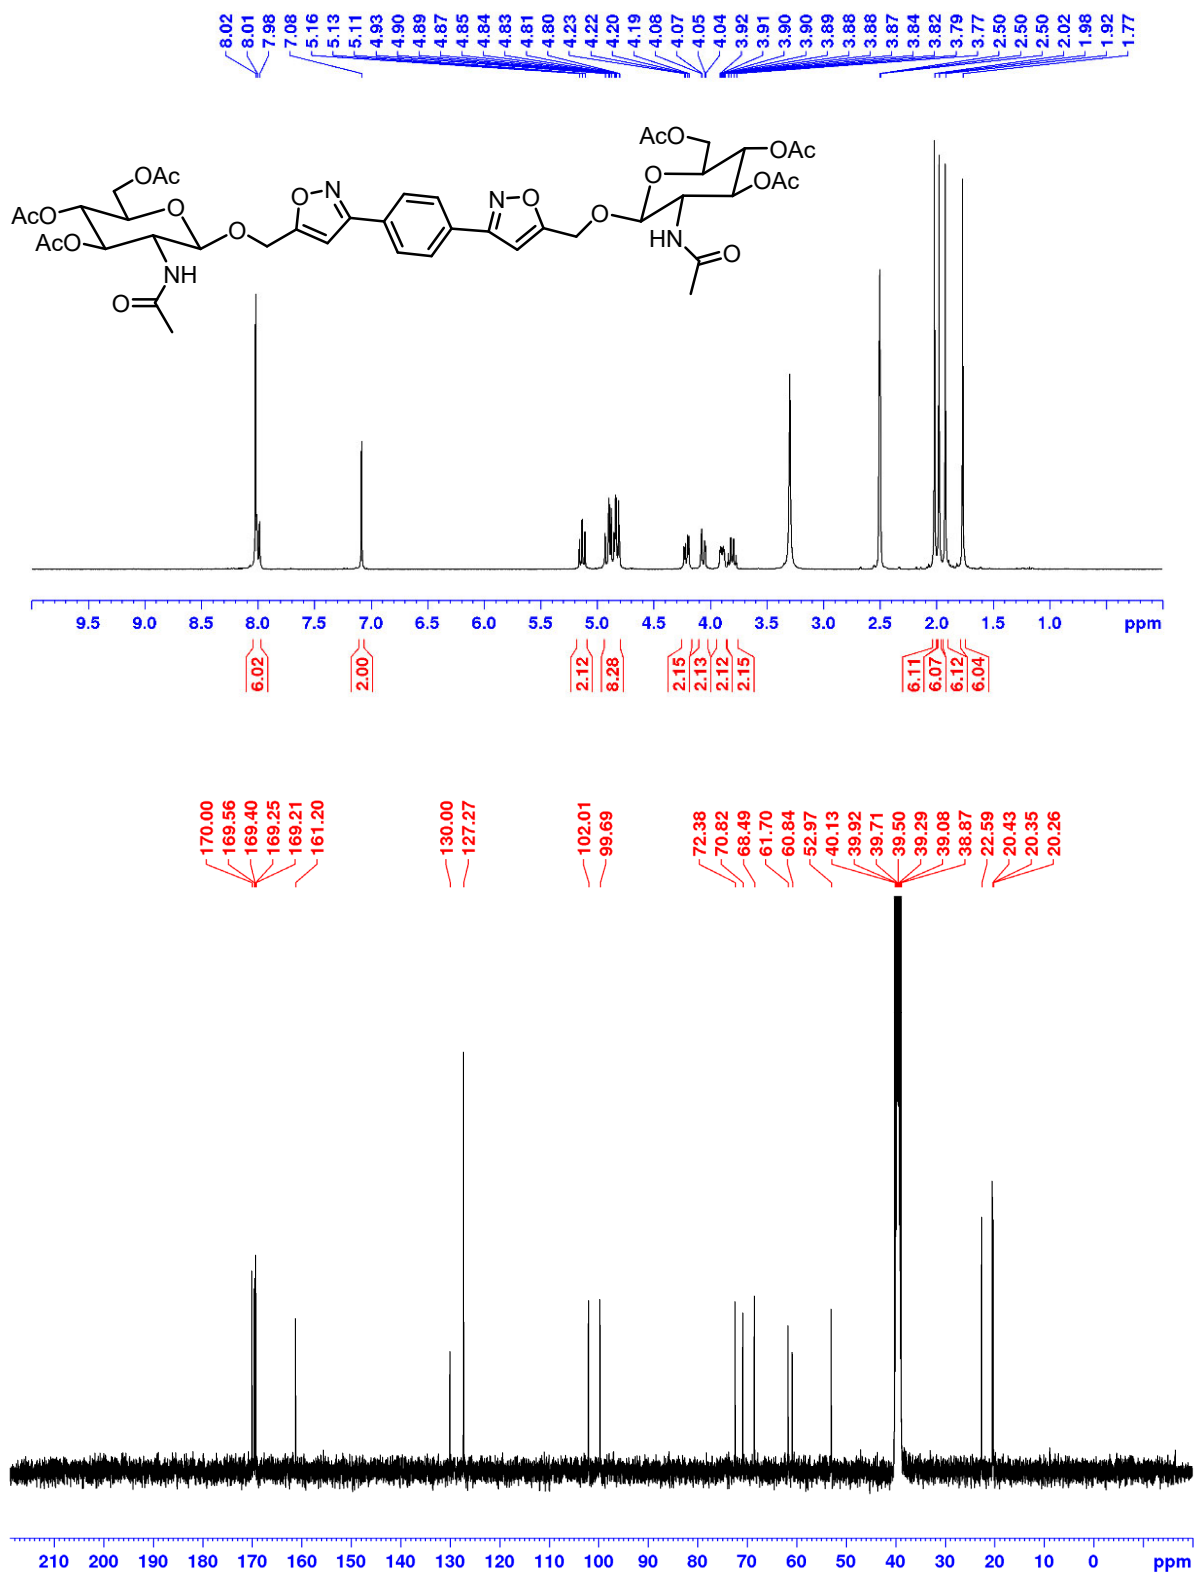 8.02 8.01 7.98 7.08 5.16 5.13 5.11 4.93 4.90 4.89 4.87 4.85 4.84 4.83 4.81 4.80 4.23 4.22 4.20 4.19 4.08 4.07 4.05 4.04 3.92 3.91 3.90 3.90 3.89 3.88 3.88 3.87 3.84 3.82 3.79 3.77 2.50 2.50 2.50 2.02 1.98 1.92 1.77
AcO
OAc
OAc
O
N
N
O
O
OAc
AcO
O
O
O
AcO
NH
HN
O
O
9.5 9.0 8.5 8.0 7.5 7.0 6.5 6.0 5.5 5.0 4.5 4.0 3.5 3.0 2.5 2.0 1.5 1.0 ppm
6.02 2.00 2.12 8.28 2.15 2.13 2.12 2.15 6.11 6.07 6.12 6.04
170.00 169.56 169.40 169.25 169.21 161.20 130.00 127.27 102.01 99.69 72.38 70.82 68.49 61.70 60.84 52.97 40.13 39.92 39.71 39.50 39.29 39.08 38.87 22.59 20.43 20.35 20.26
210 200 190 180 170 160 150 140 130 120 110 100 90 80 70 60 50 40 30 20 10 0 ppm